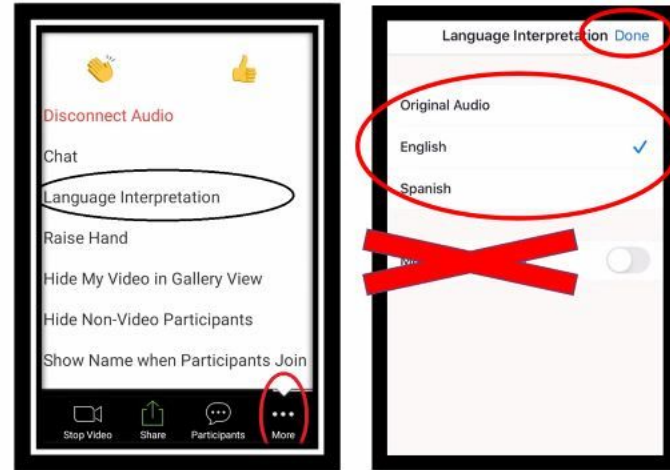 Disconnect Audio
Chat
Language Interpretation
Raise Hand
Hide My Video in Gallery View
Hide Non-Video Participants
Show Name when Participants Join
Stop Video Share Participants More
Language Interpretation Done
Original Audio
English
Spanish